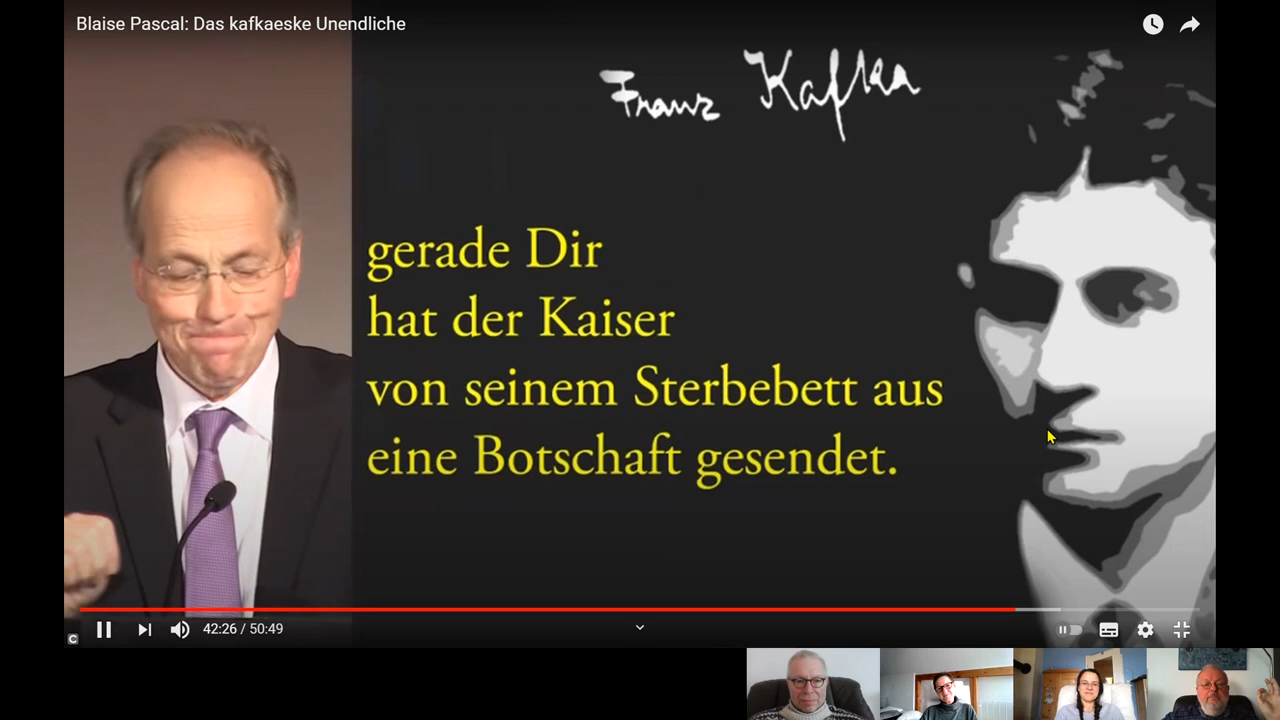 Blaise Pascal: Das kafkaeske Unendliche
Franz Kafka
gerade Dir
hat der Kaiser
von seinem Sterbebett aus
eine Botschaft gesendet.
42:26 / 50:49
C